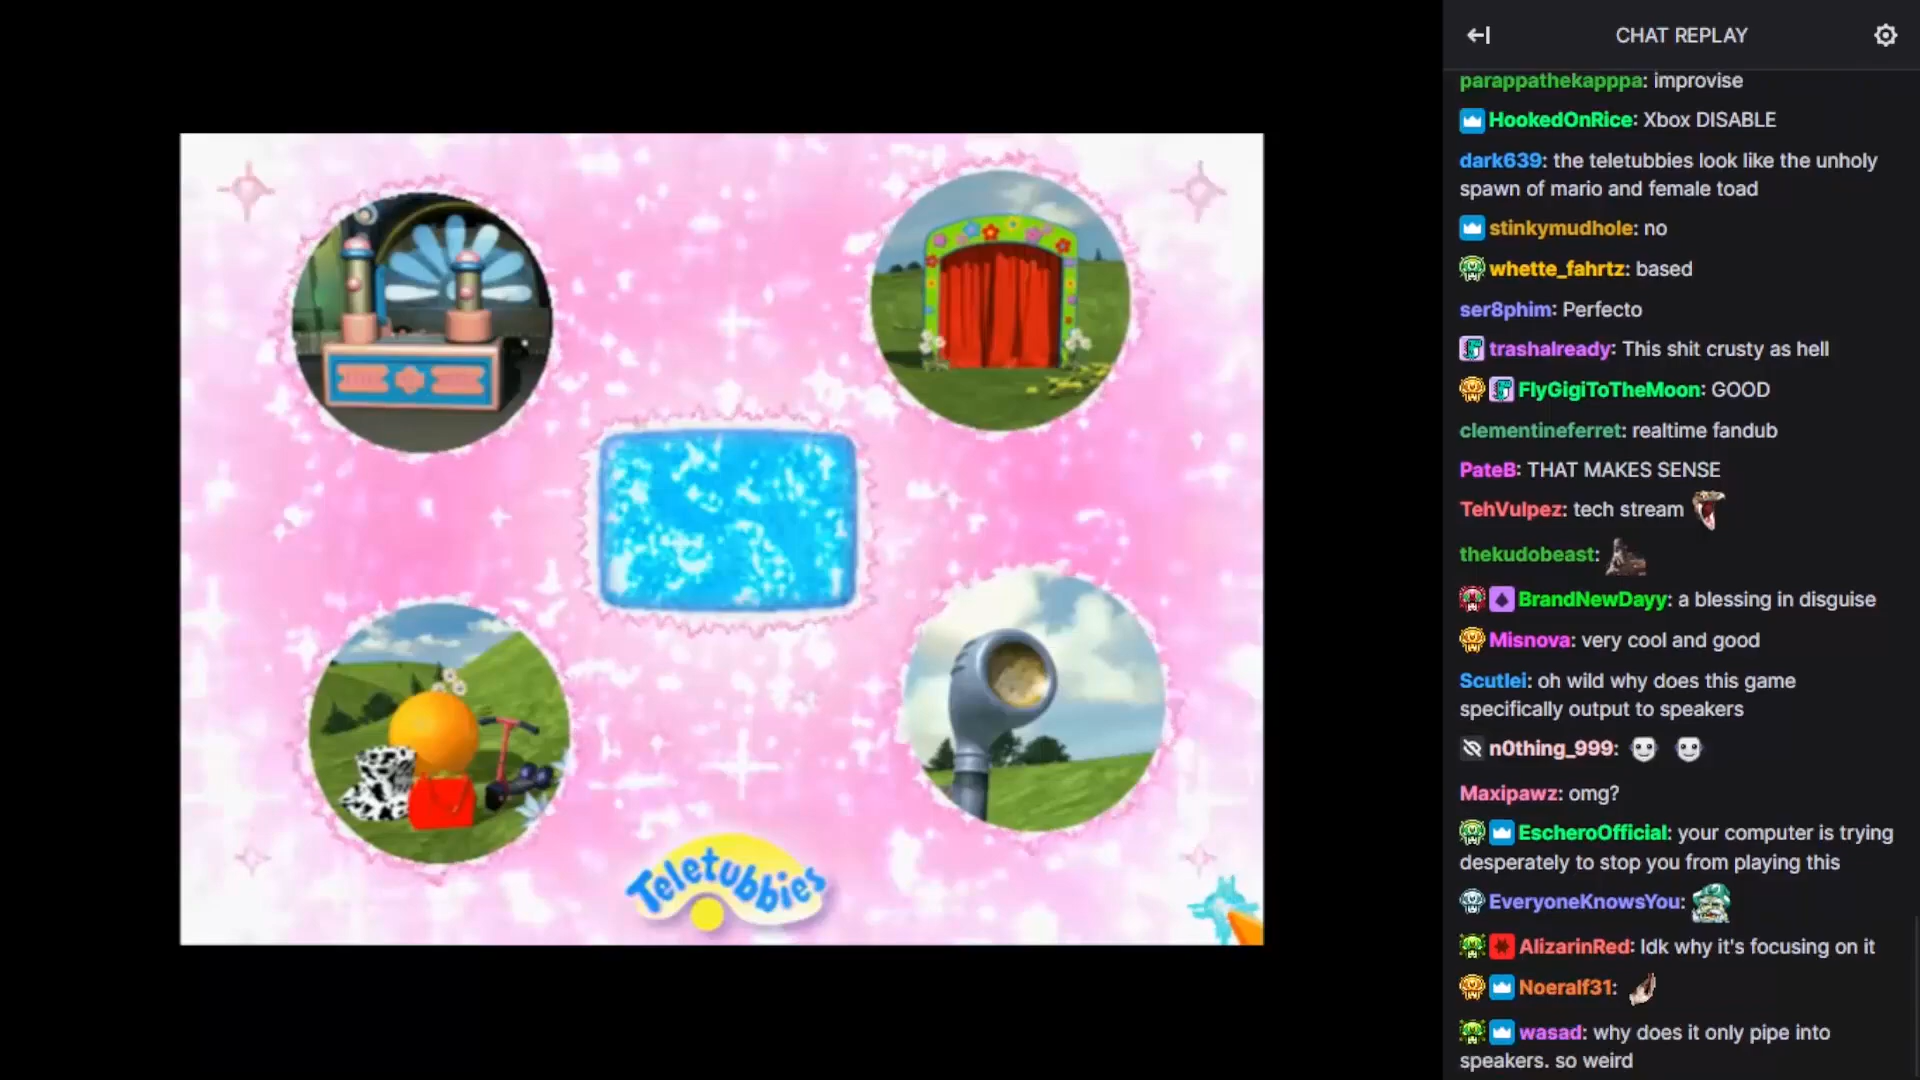 Teletubbies
CHAT REPLAY
parappathekapppa: improvise
HookedOnRice: Xbox DISABLE
dark639: the teletubbies look like the unholy
spawn of mario and female toad
stinkymudhole: no
whette_fahrtz: based
ser8phim: Perfecto
trashalready: This shit crusty as hell
FlyGigiToTheMoon: GOOD
clementineferret: realtime fandub
PateB: THAT MAKES SENSE
TehVulpez: tech stream
thekudobeast:
BrandNewDayy: a blessing in disguise
Misnova: very cool and good
Scutlei: oh wild why does this game
specifically output to speakers
n0thing_999:
Maxipawz: omg?
EscheroOfficial: your computer is trying
desperately to stop you from playing this
EveryoneKnowsYou:
AlizarinRed: Idk why it's focusing on it
Noeralf31:
wasad: why does it only pipe into
speakers. so weird